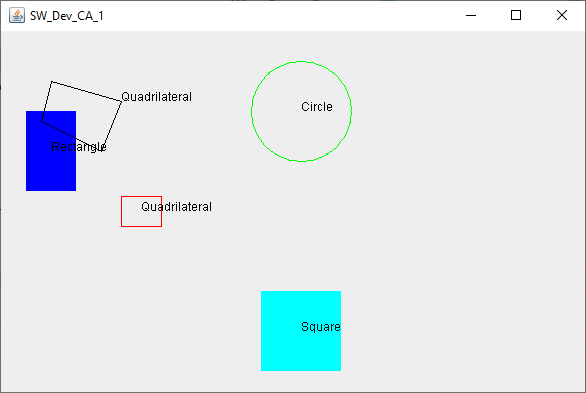 SW_Dev_CA_1
Quadrilateral
Circle
Rectangle
Quadrilateral
Square